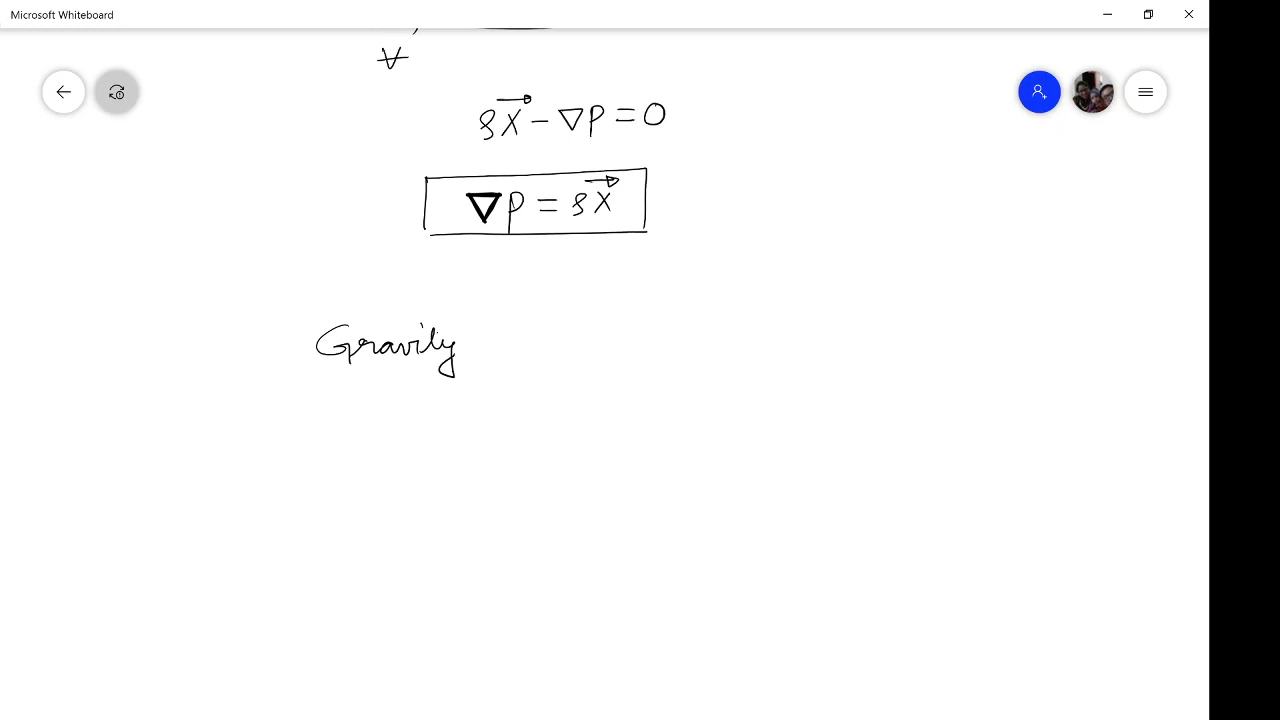 Microsoft Whiteboard
V
ρX⃗ − ∇p = 0
∇p = ρX⃗
Gravity